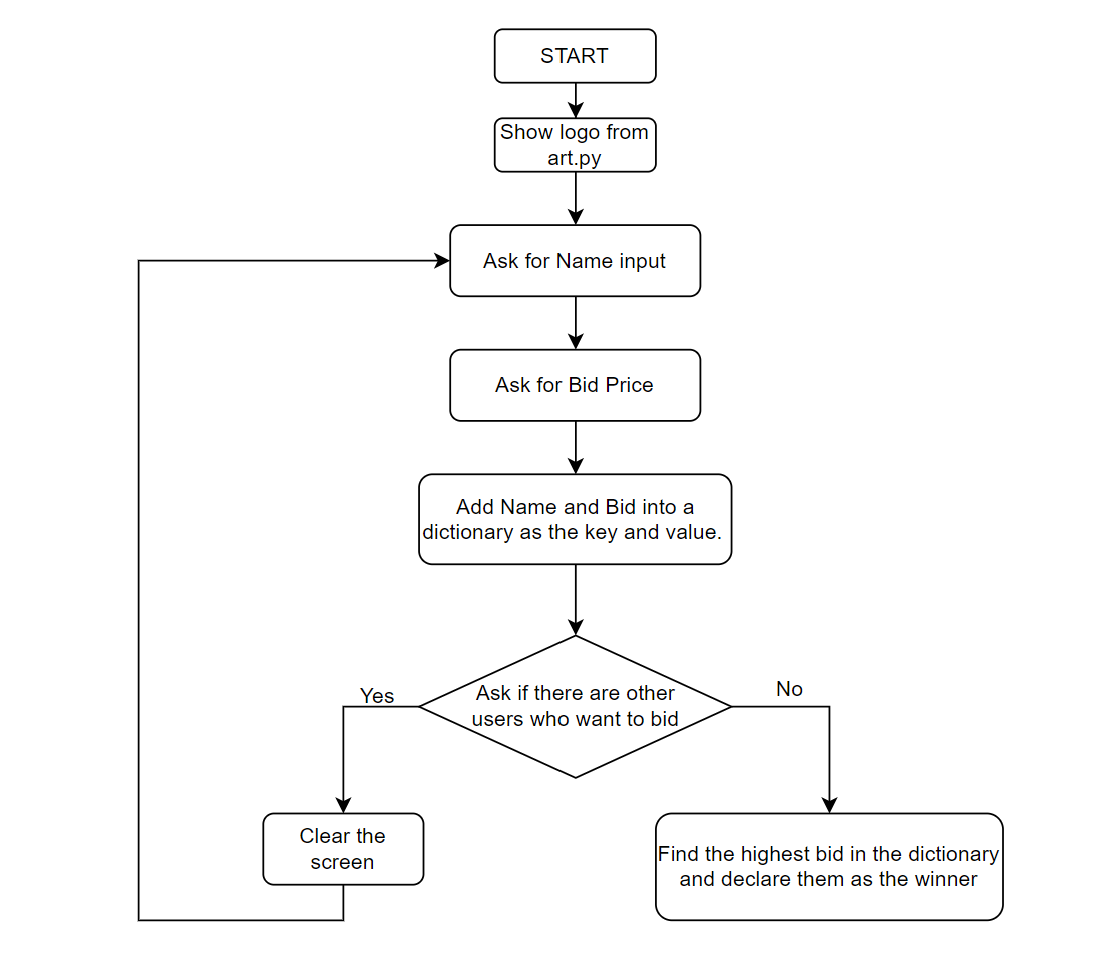 START
Show logo from
art.py
Ask for Name input
Ask for Bid Price
Add Name and Bid into a
dictionary as the key and value.
Ask if there are other
users who want to bid
Yes
No
Clear the
screen
Find the highest bid in the dictionary
and declare them as the winner